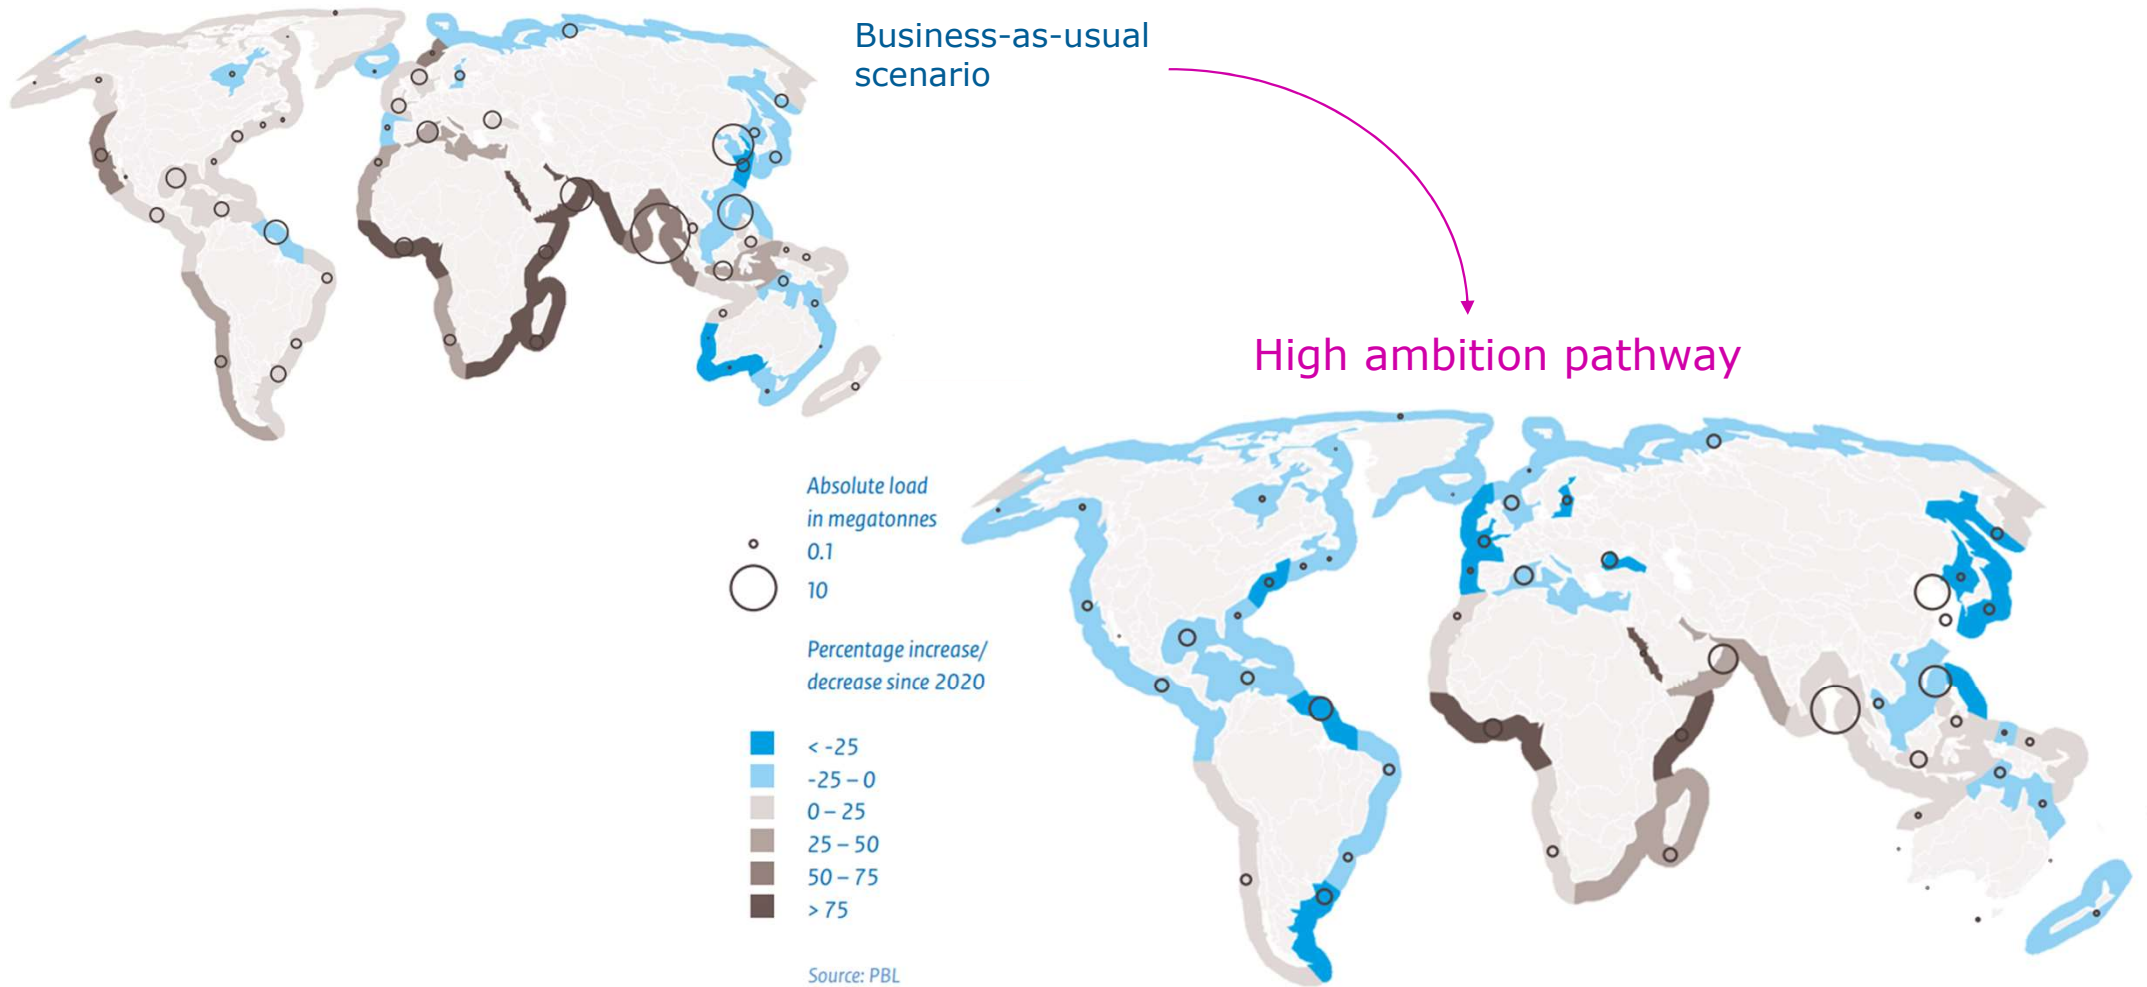 Business-as-usual
scenario
High ambition pathway
Absolute load
in megatonnes
0.1
10
Percentage increase/
decrease since 2020
< -25
-25 – 0
0 – 25
25 – 50
50 – 75
> 75
Source: PBL